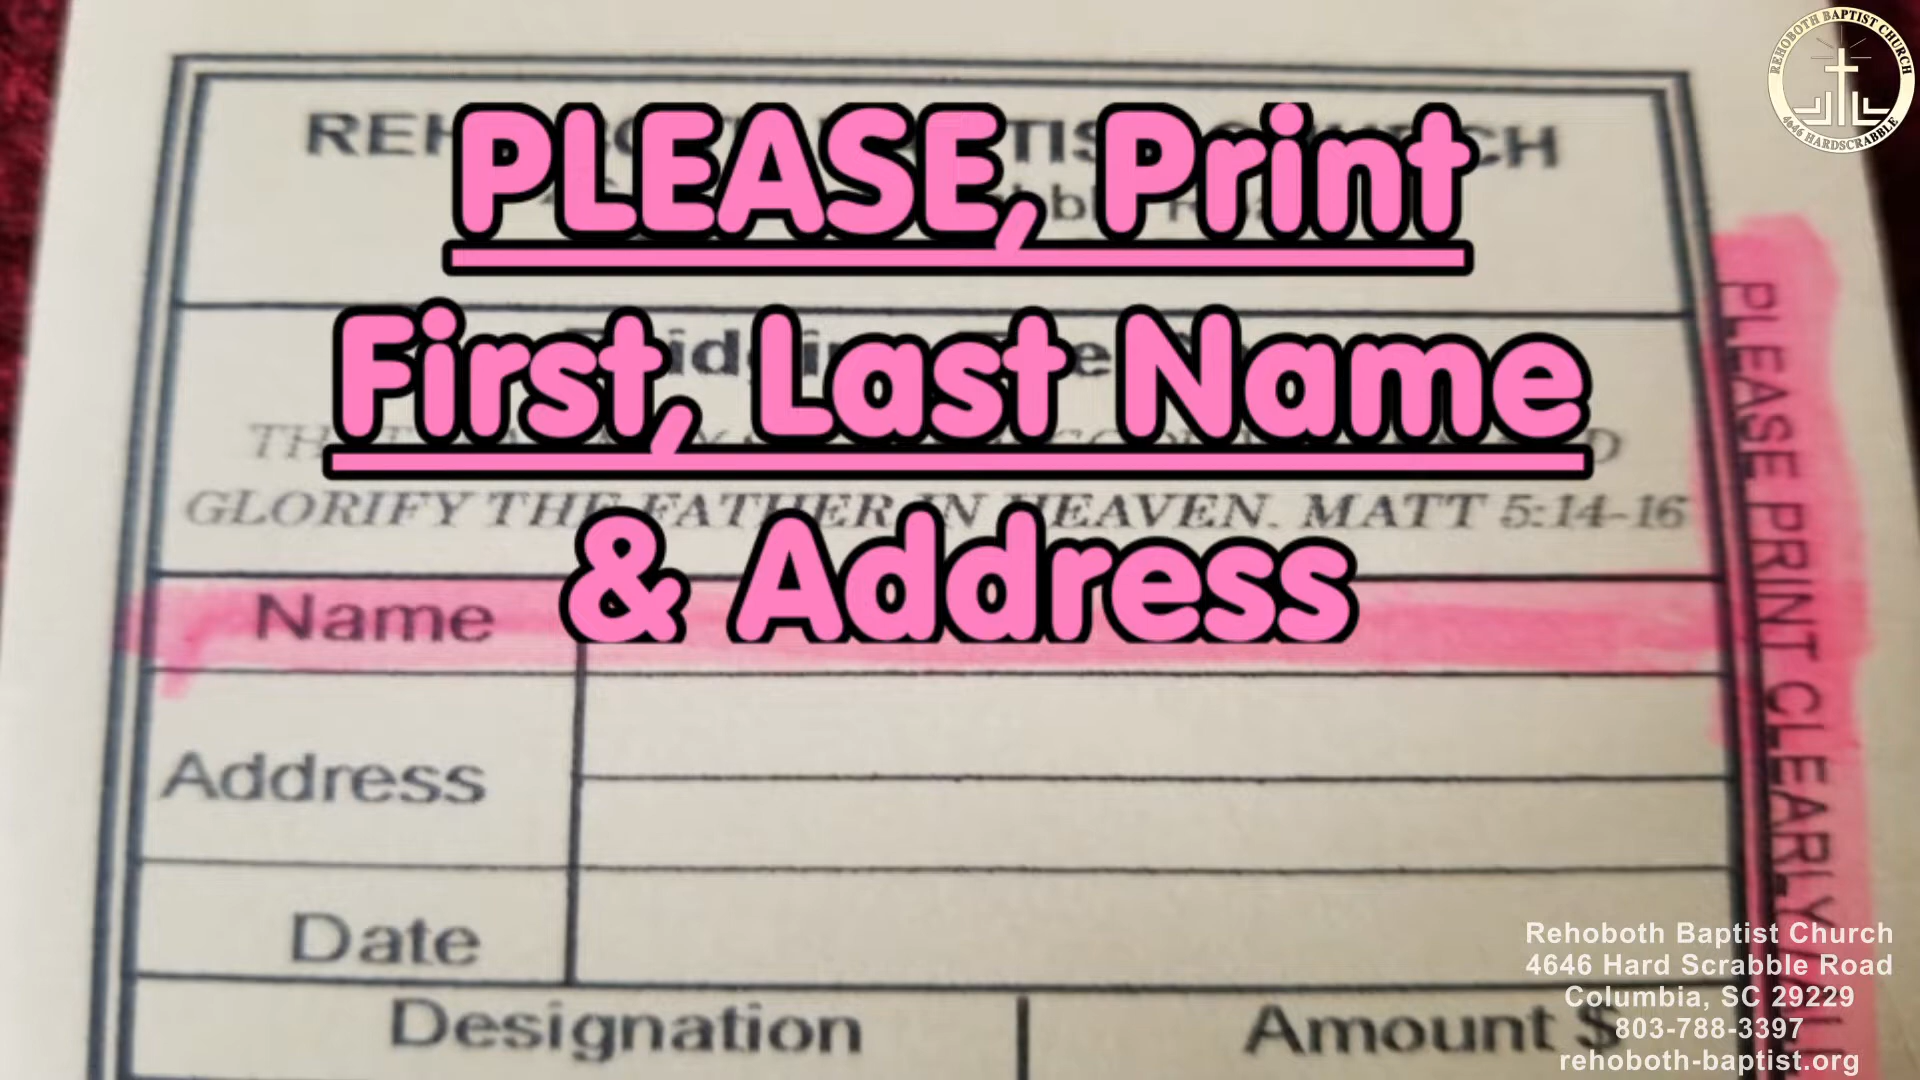 REHOBOTH BAPTIST CHURCH
4646 HARDSCRABBLE
PLEASE, Print
First, Last Name
& Address
CH
GLORIFY THE FATHER IN HEAVEN. MATT 5:14-16
Name
Address
Date
Designation
Amount $
PLEASE PRINT CLEARLY
Rehoboth Baptist Church
4646 Hard Scrabble Road
Columbia, SC 29229
803-788-3397
rehoboth-baptist.org